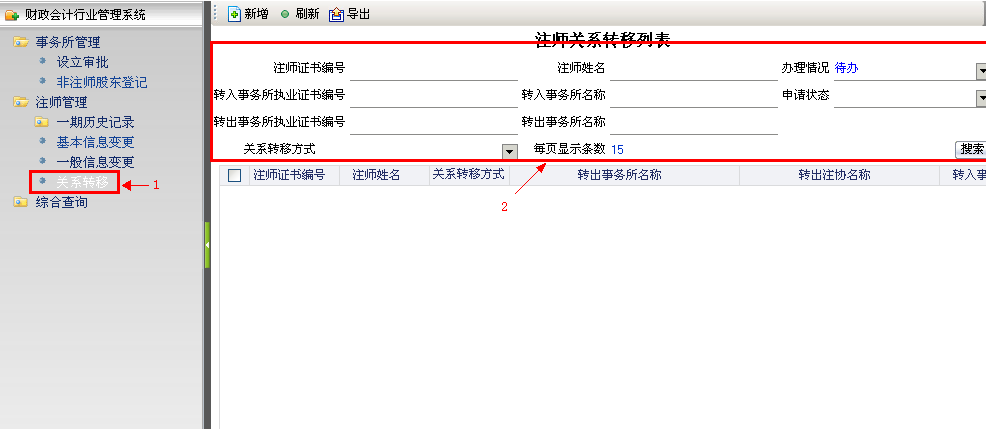 财政会计行业管理系统
新增 刷新 导出
事务所管理
设立审批
非注师股东登记
注师管理
一期历史记录
基本信息变更
一般信息变更
关系转移
1
综合查询
注师关系转移列表
注师证书编号 注师姓名 办理情况 待办
转入事务所执业证书编号 转入事务所名称 申请状态
转出事务所执业证书编号 转出事务所名称
关系转移方式 每页显示条数 15 搜索
注师证书编号 注师姓名 关系转移方式 转出事务所名称 转出注协名称 转入事
2